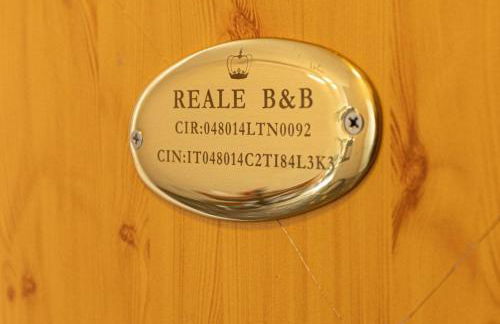 REALE B&B
CIR:048014LTN0092
CIN:IT048014C2TI84L3K3